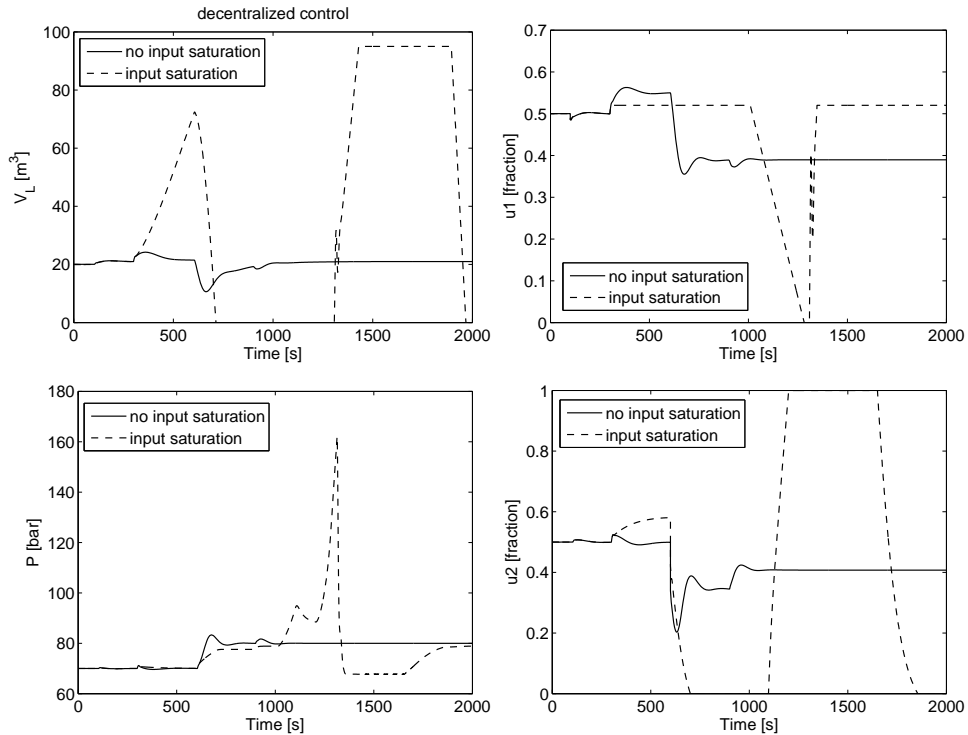 decentralized control
100
80
60
40
20
0
V_L [m³]
no input saturation
input saturation
0 500 1000 1500 2000
Time [s]
0.7
0.6
0.5
0.4
0.3
0.2
0.1
0
u1 [fraction]
no input saturation
input saturation
0 500 1000 1500 2000
Time [s]
180
160
140
120
100
80
60
P [bar]
no input saturation
input saturation
0 500 1000 1500 2000
Time [s]
1
0.8
0.6
0.4
0.2
0
u2 [fraction]
no input saturation
input saturation
0 500 1000 1500 2000
Time [s]